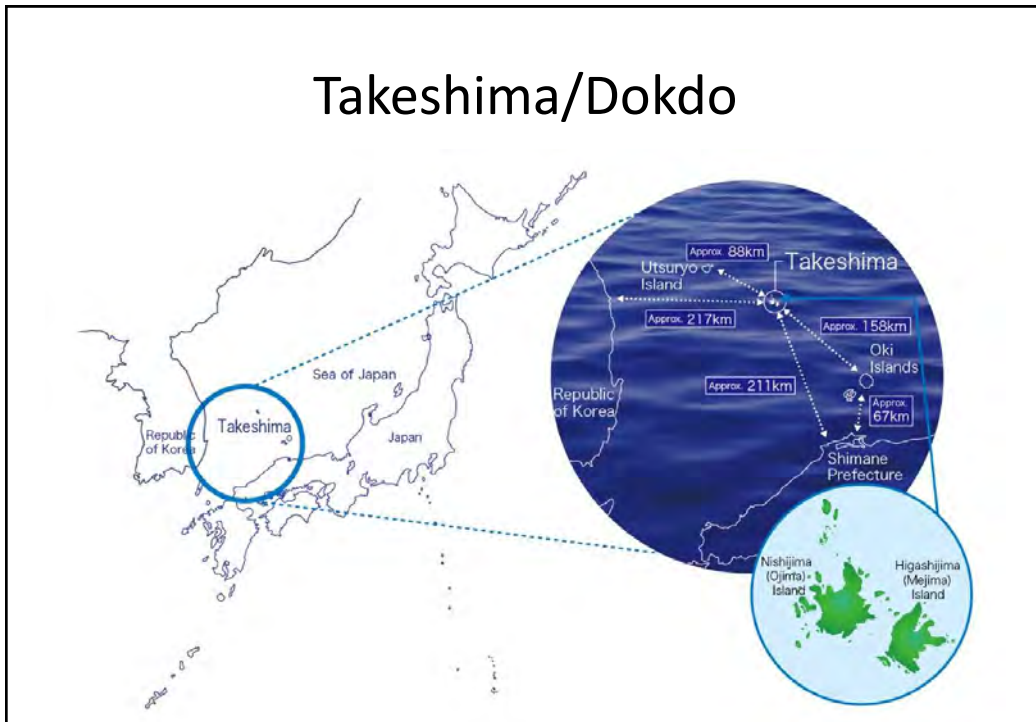 Takeshima/Dokdo
Sea of Japan
Takeshima
Republic
of Korea
Japan
Approx. 88km
Utsuryo
Island
Takeshima
Approx. 217km
Approx. 158km
Oki
Islands
Approx. 211km
Republic
of Korea
Approx.
67km
Shimane
Prefecture
Nishijima
(Ojima)
Island
Higashijima
(Mejima)
Island